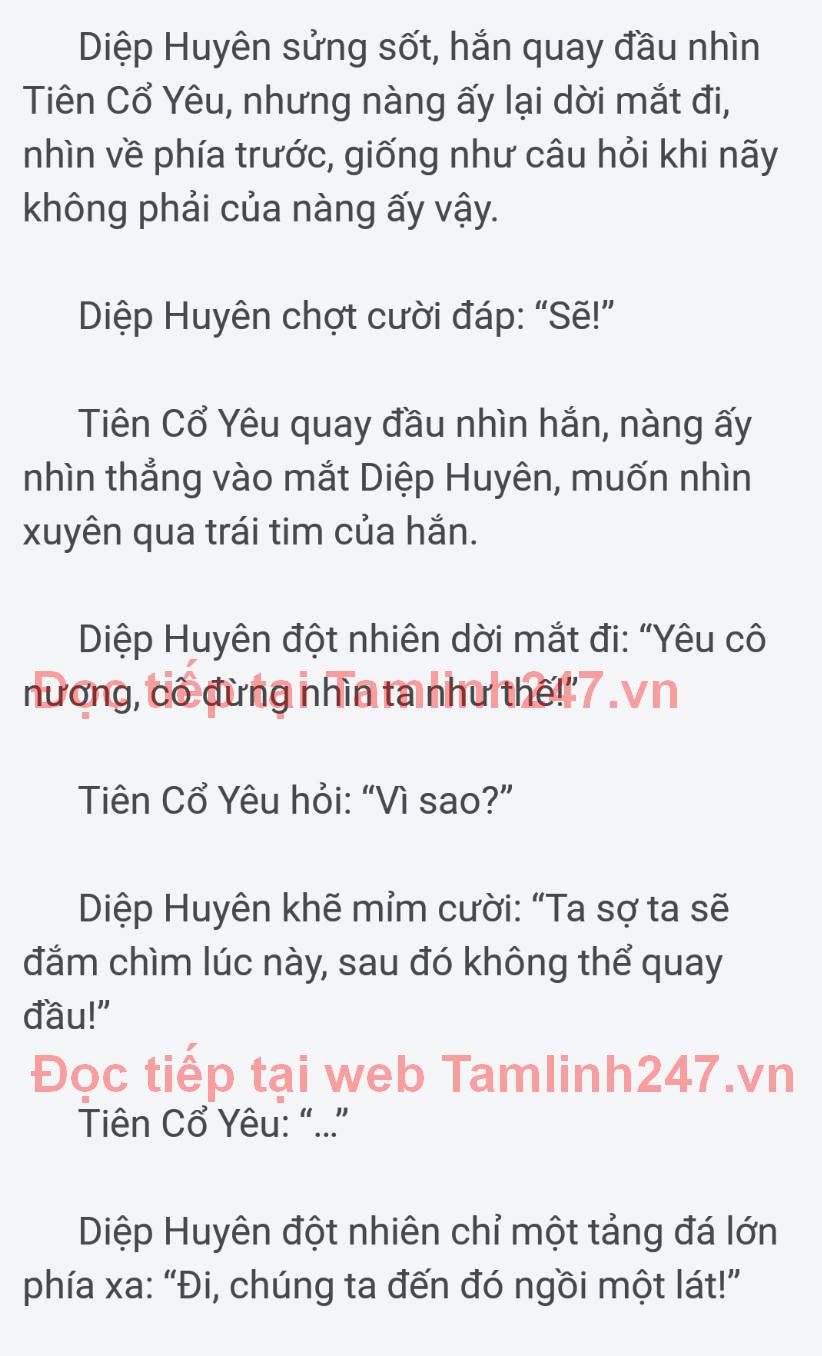 Diệp Huyên sửng sốt, hắn quay đầu nhìn
Tiên Cổ Yêu, nhưng nàng ấy lại dời mắt đi,
nhìn về phía trước, giống như câu hỏi khi nãy
không phải của nàng ấy vậy.
Diệp Huyên chợt cười đáp: “Sẽ!”
Tiên Cổ Yêu quay đầu nhìn hắn, nàng ấy
nhìn thẳng vào mắt Diệp Huyên, muốn nhìn
xuyên qua trái tim của hắn.
Diệp Huyên đột nhiên dời mắt đi: “Yêu cô
nương, cô đừng nhìn ta như thế!”
Đọc tiếp tại Tamlinh247.vn
Tiên Cổ Yêu hỏi: “Vì sao?”
Diệp Huyên khẽ mỉm cười: “Ta sợ ta sẽ
đắm chìm lúc này, sau đó không thể quay
đầu!”
Đọc tiếp tại web Tamlinh247.vn
Tiên Cổ Yêu: “...”
Diệp Huyên đột nhiên chỉ một tảng đá lớn
phía xa: “Đi, chúng ta đến đó ngồi một lát!”